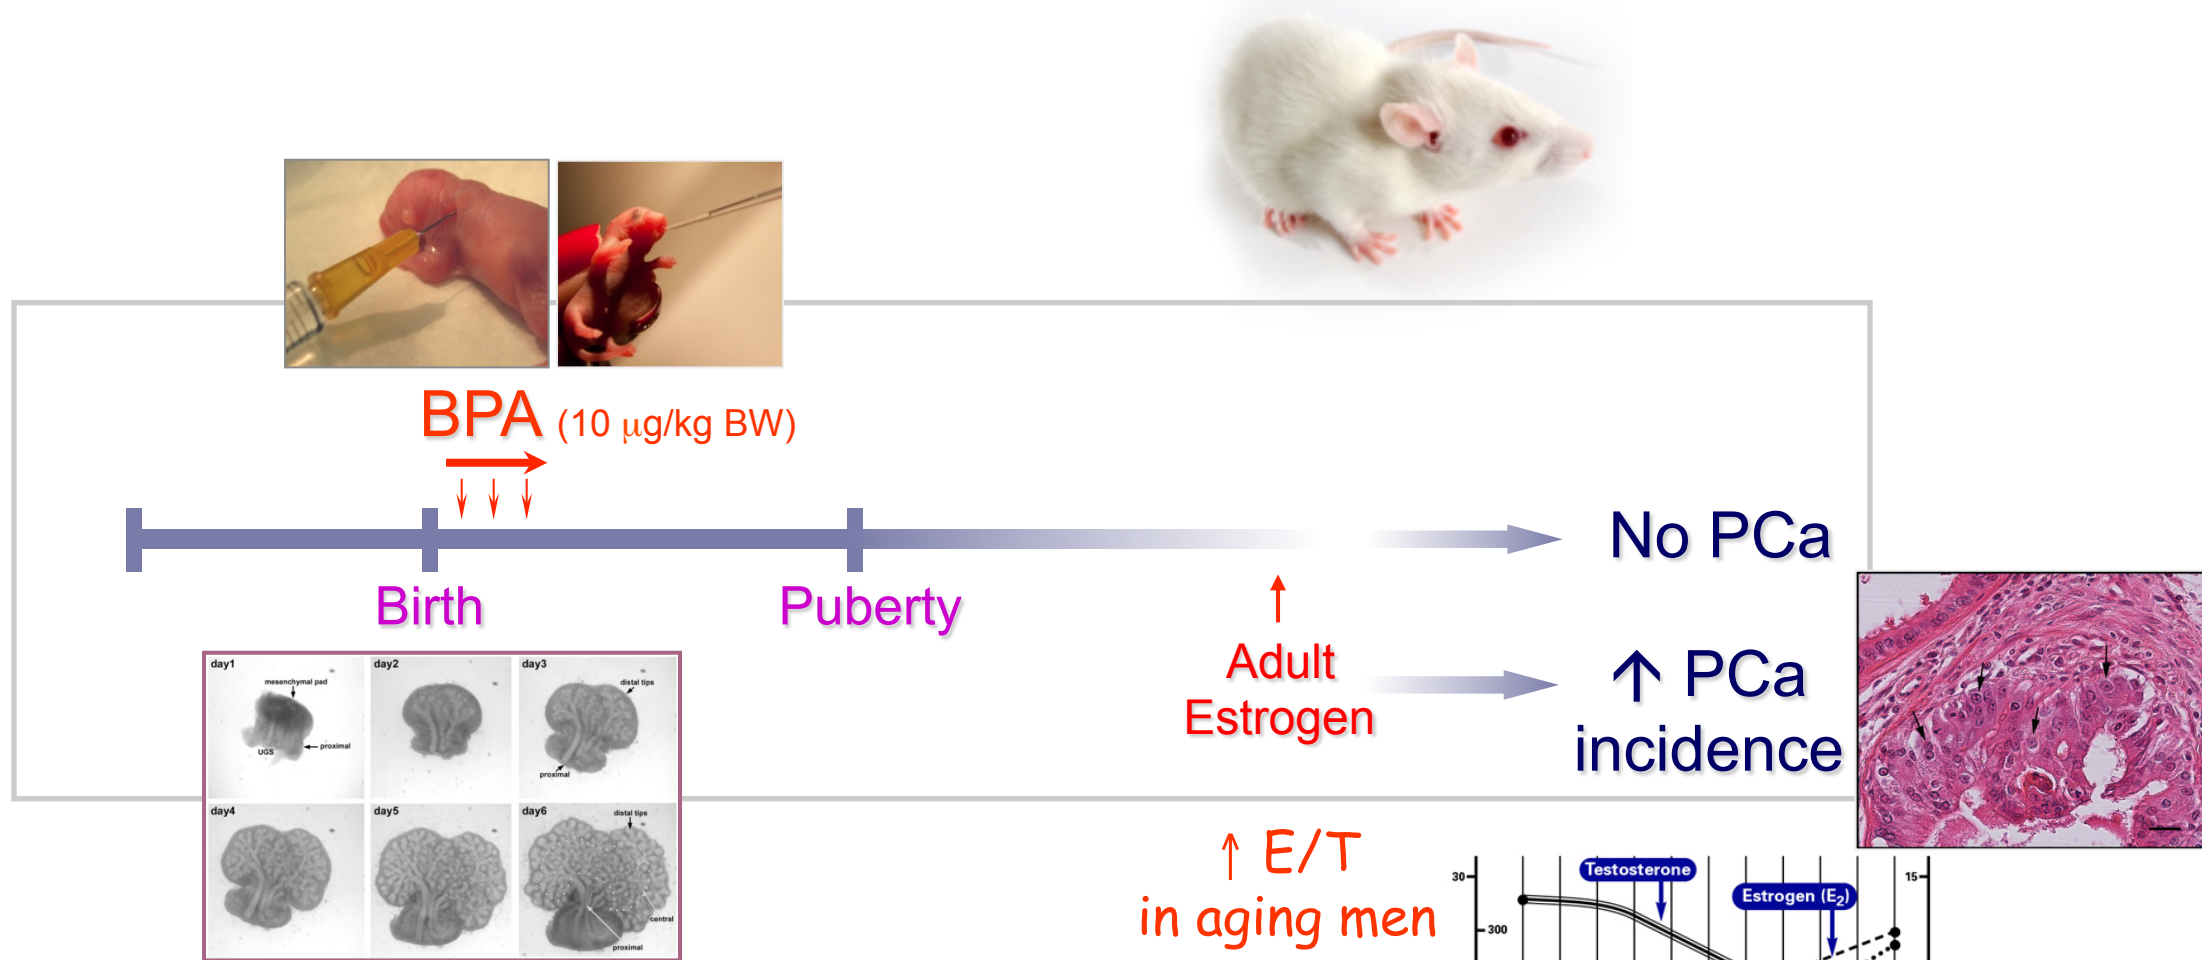 BPA (10 μg/kg BW)
No PCa
Birth
Puberty
Adult
Estrogen
↑ PCa
incidence
day1
mesenchymal pad
UGS
proximal
day2
day3
distal tips
proximal
day4
day5
day6
distal tips
central
proximal
↑ E/T
in aging men
Testosterone
Estrogen (E₂)
30
15
300